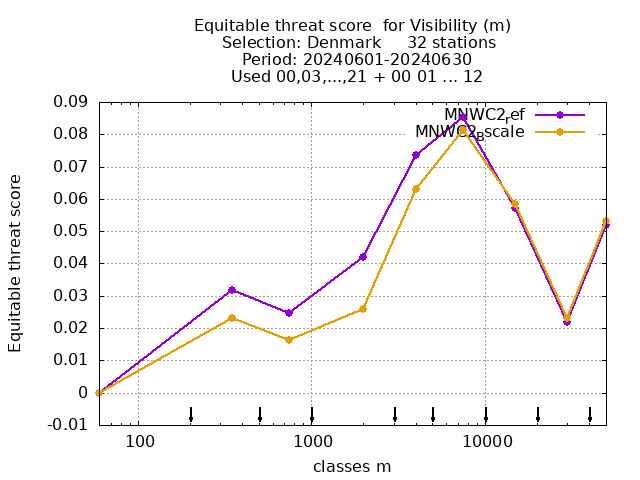 Equitable threat score  for Visibility (m)
Selection: Denmark     32 stations
Period: 20240601-20240630
Used 00,03,...,21 + 00 01 ... 12
MNWC2ref
MNWC2Bscale
0.09
0.08
0.07
0.06
0.05
0.04
0.03
0.02
0.01
0
-0.01
Equitable threat score
100
1000
10000
classes m